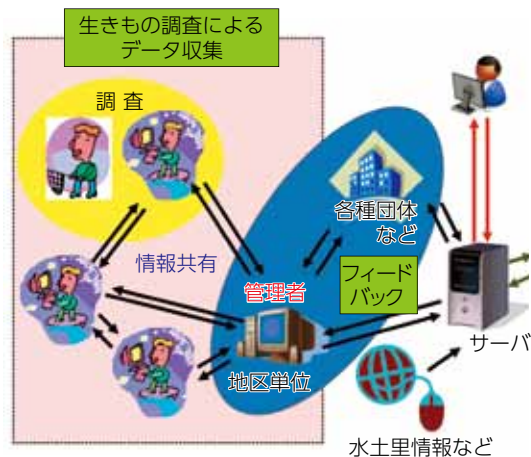 生きもの調査による
データ収集
調 査
各種団体
など
情報共有
管理者
フィード
バック
地区単位
サーバ
水土里情報など